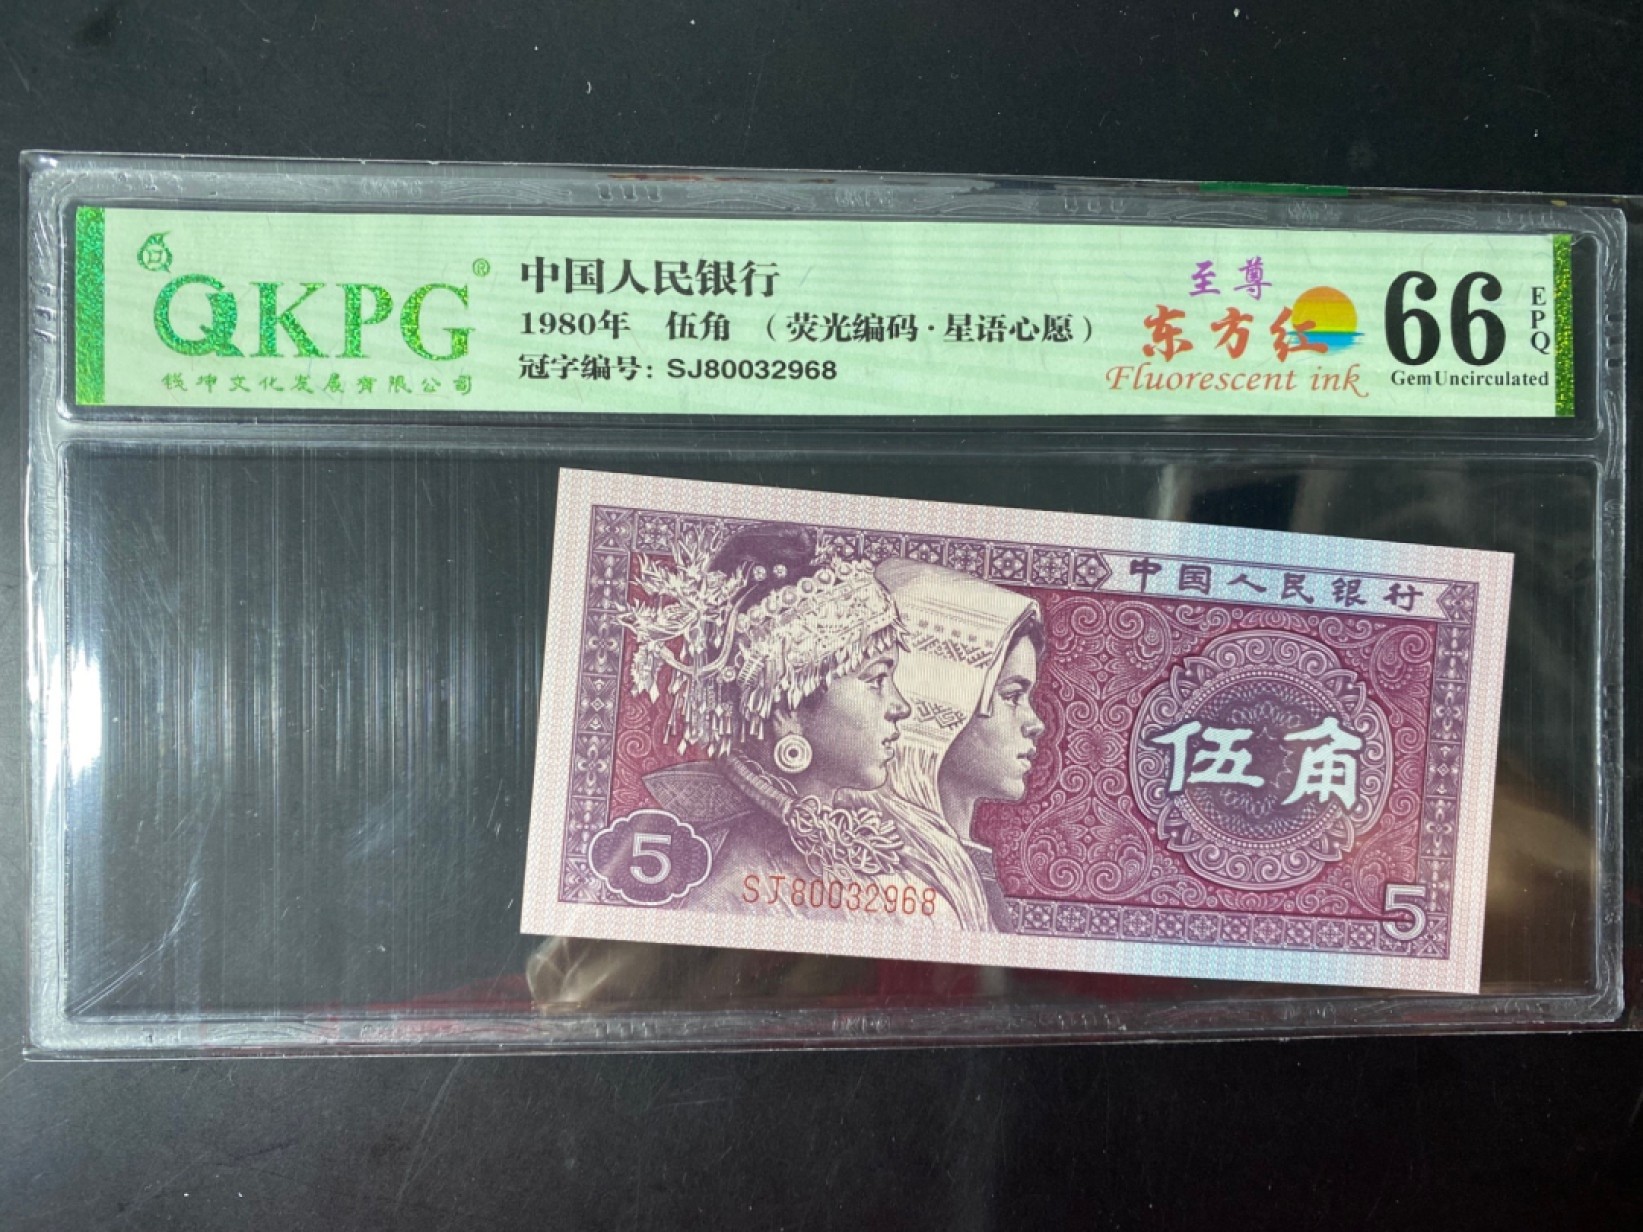 QKPG®
钱坤文化发展有限公司
中国人民银行
1980年 伍角 （荧光编码·星语心愿）
冠字编号: SJ80032968
至尊
东方红
Fluorescent ink
66
EPQ
GemUncirculated
中国人民银行
伍角
5
SJ80032968
5